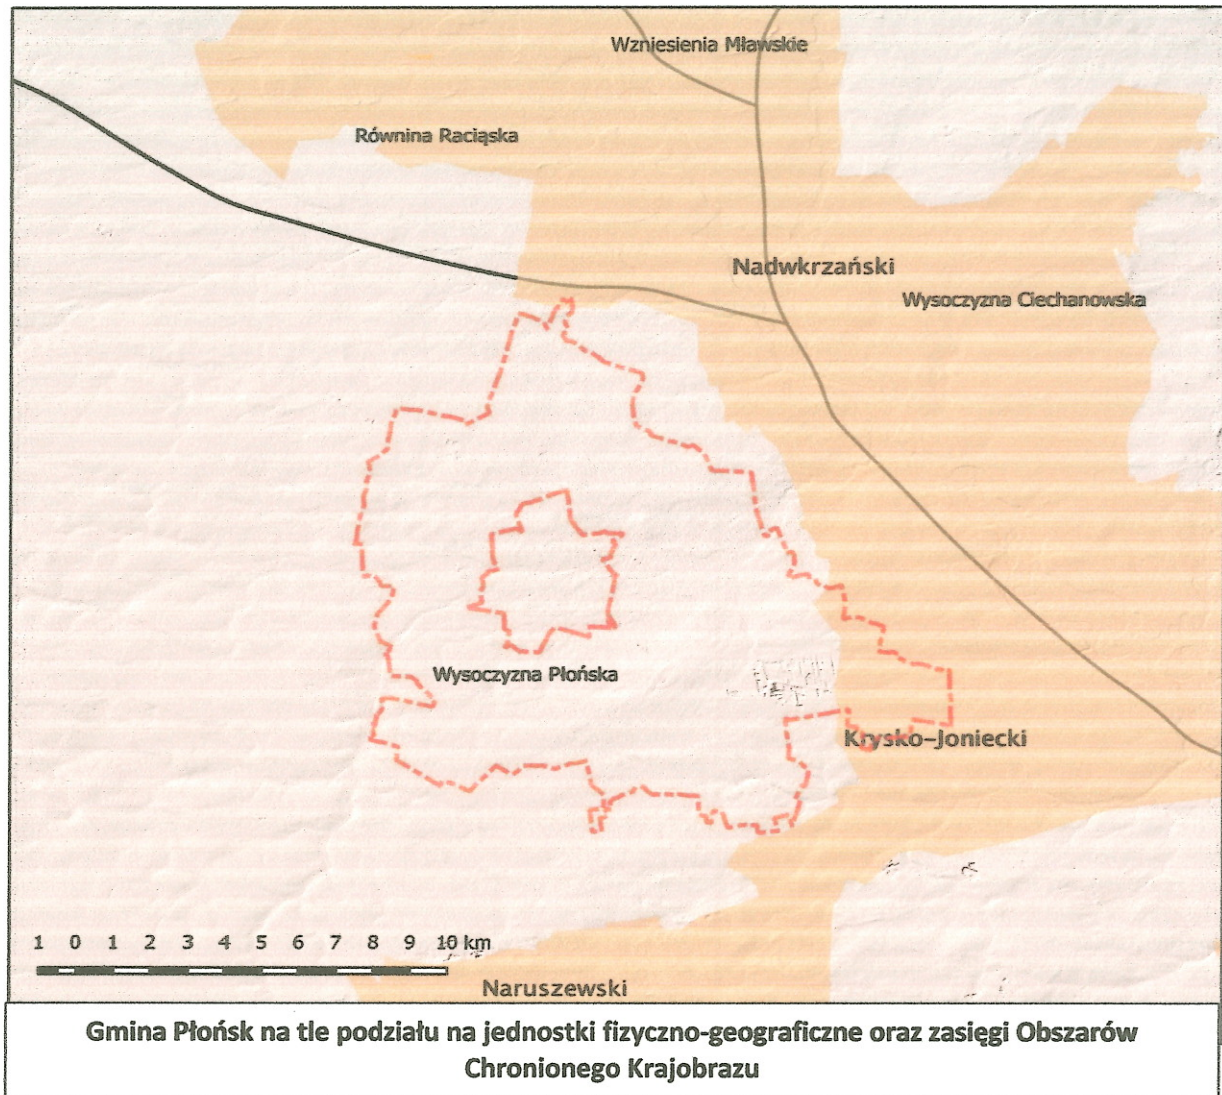 Wzniesienia Mławskie
Równina Raciąska
Nadwkrzański
Wysoczyzna Ciechanowska
Wysoczyzna Płońska
Krysko-Joniecki
1 0 1 2 3 4 5 6 7 8 9 10 km
Naruszewski
Gmina Płońsk na tle podziału na jednostki fizyczno-geograficzne oraz zasięgi Obszarów
Chronionego Krajobrazu